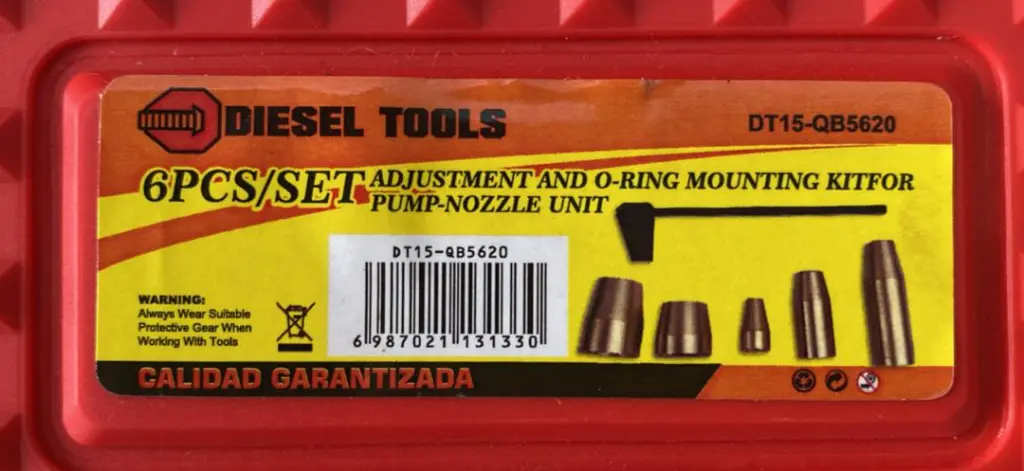 DIESEL TOOLS
DT15-QB5620
6PCS/SET ADJUSTMENT AND O-RING MOUNTING KITFOR
PUMP-NOZZLE UNIT
DT15-QB5620
6 987021 131330
WARNING:
Always Wear Suitable
Protective Gear When
Working With Tools
CALIDAD GARANTIZADA